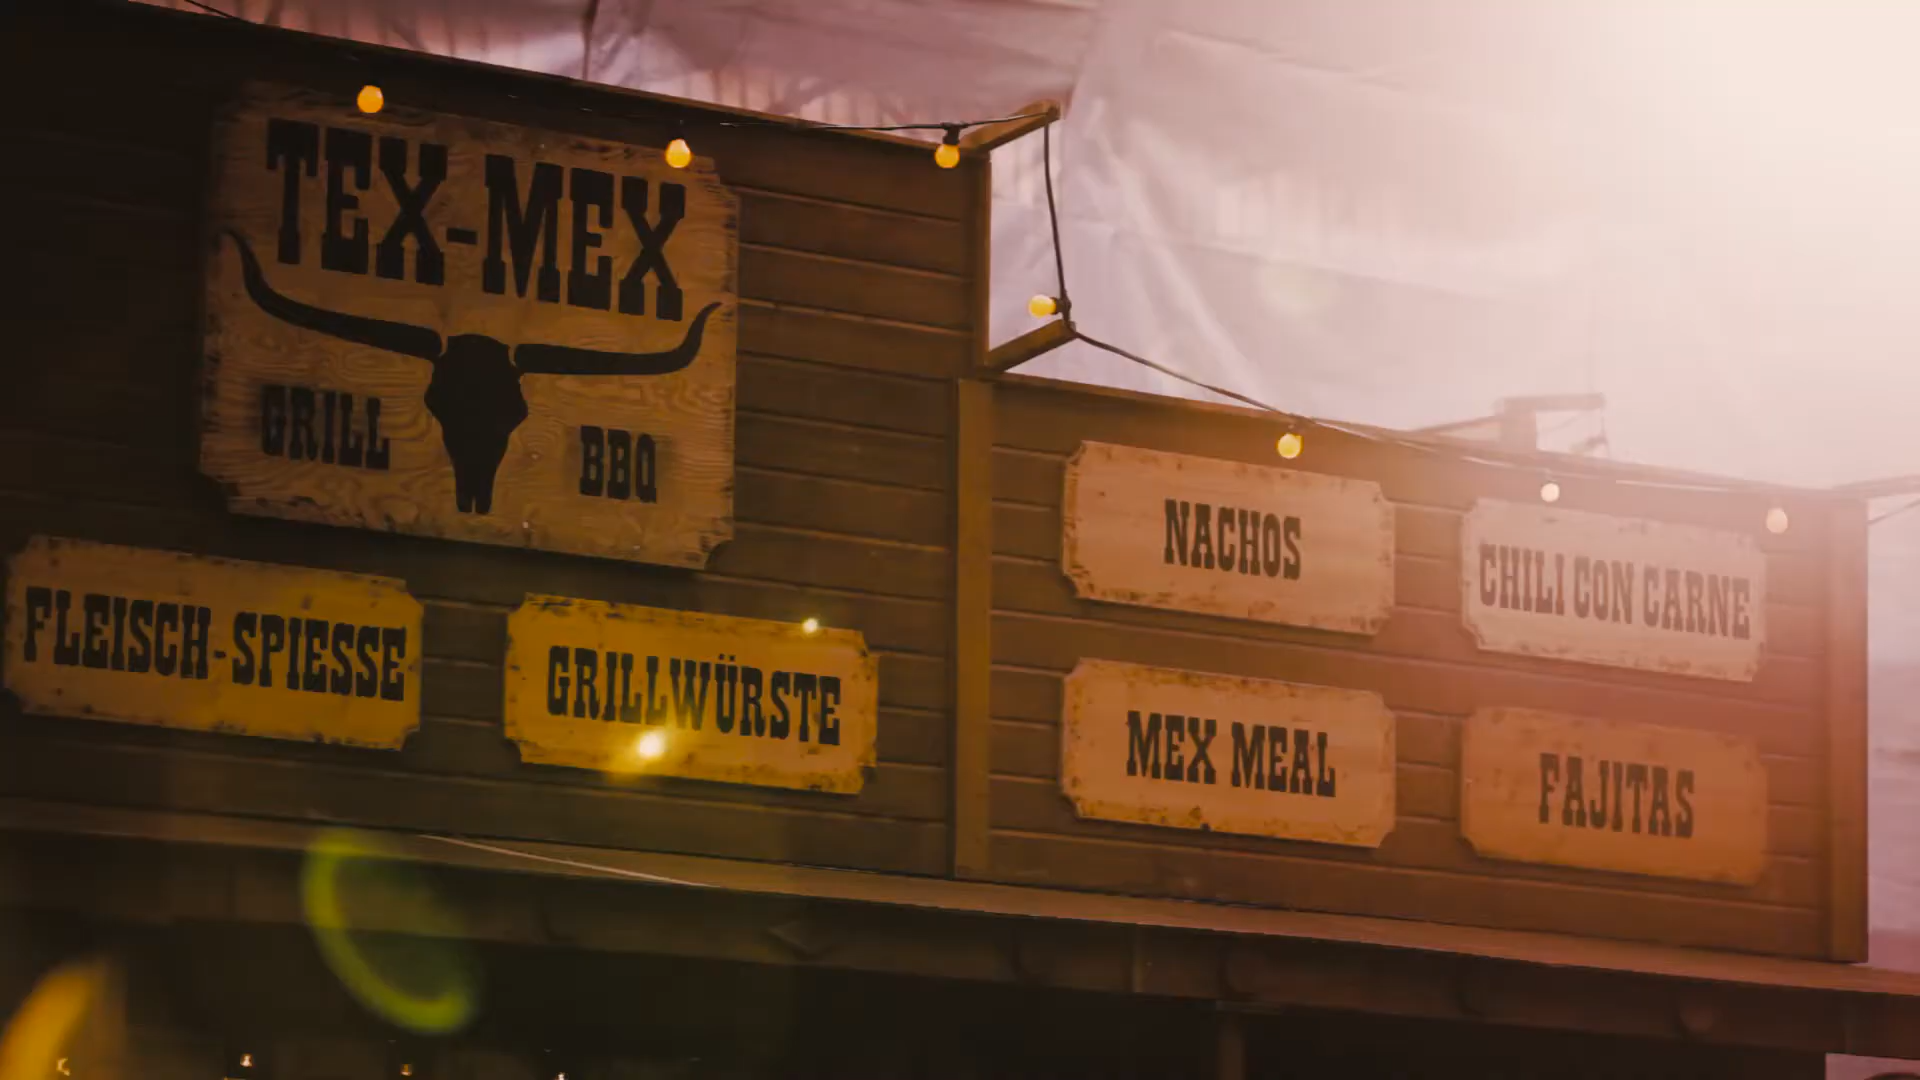 TEX-MEX
GRILL BBQ
FLEISCH-SPIESSE
GRILLWÜRSTE
NACHOS
CHILI CON CARNE
MEX MEAL
FAJITAS